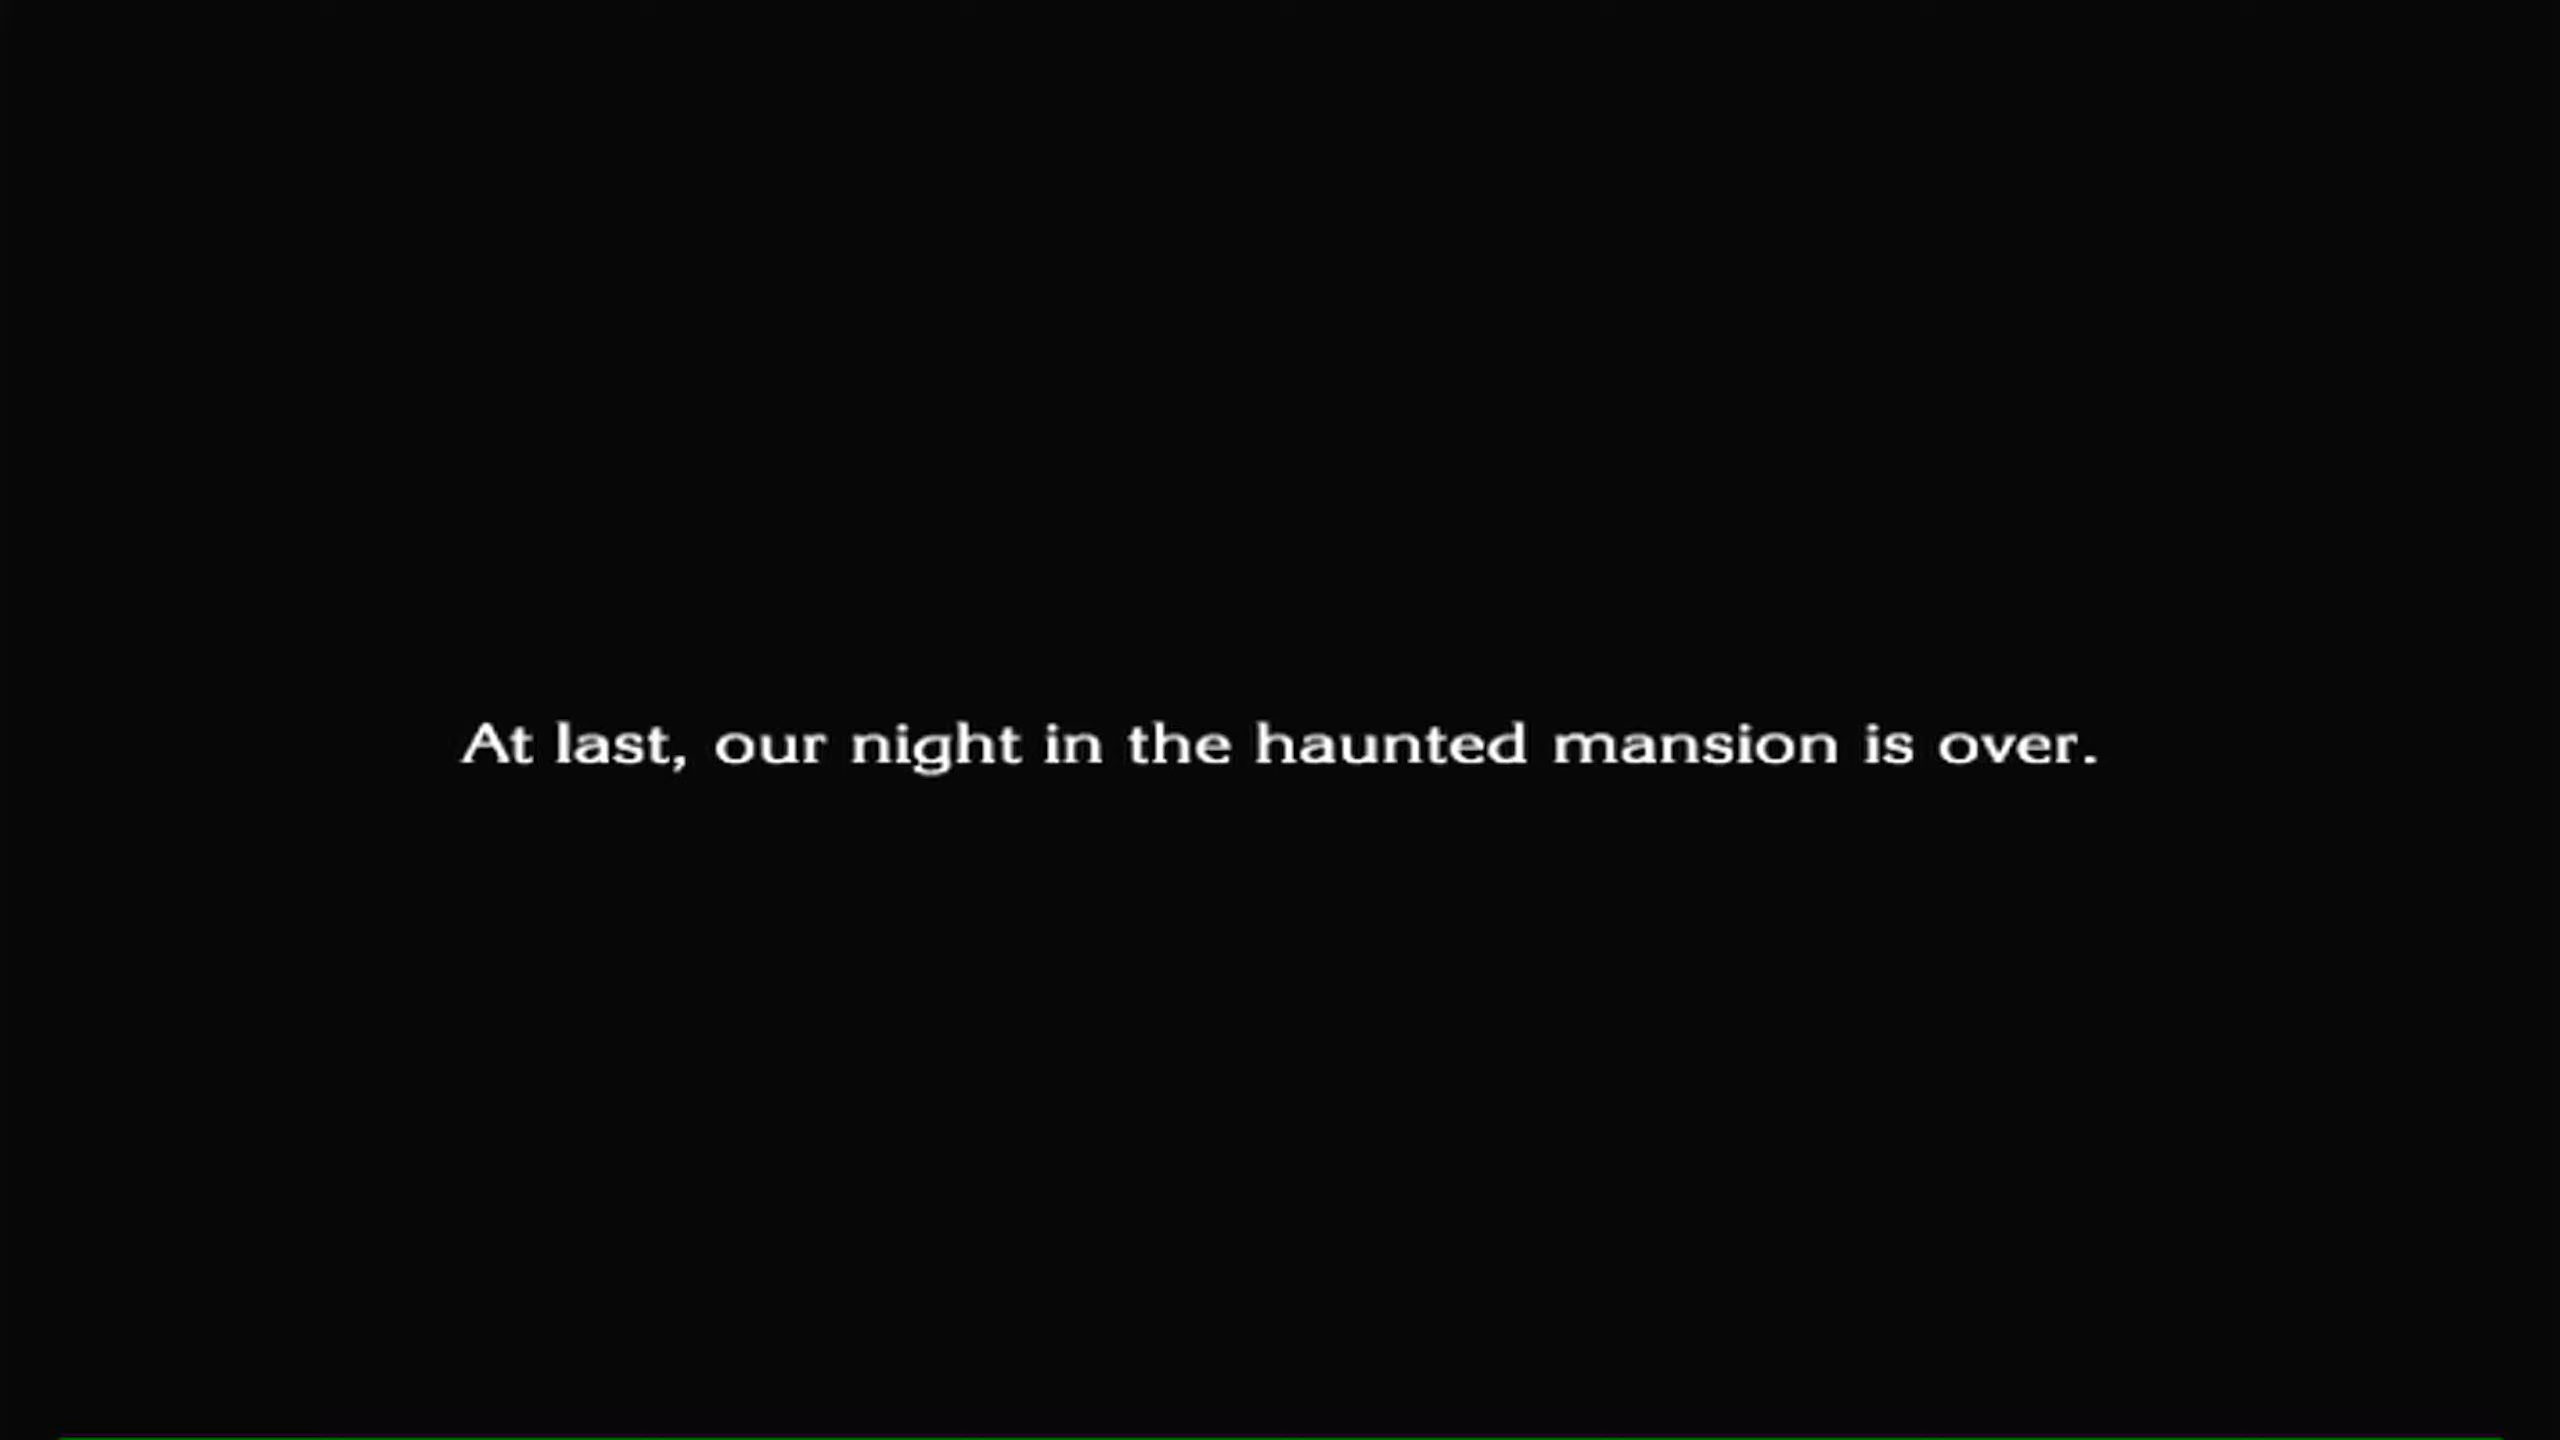 At last, our night in the haunted mansion is over.